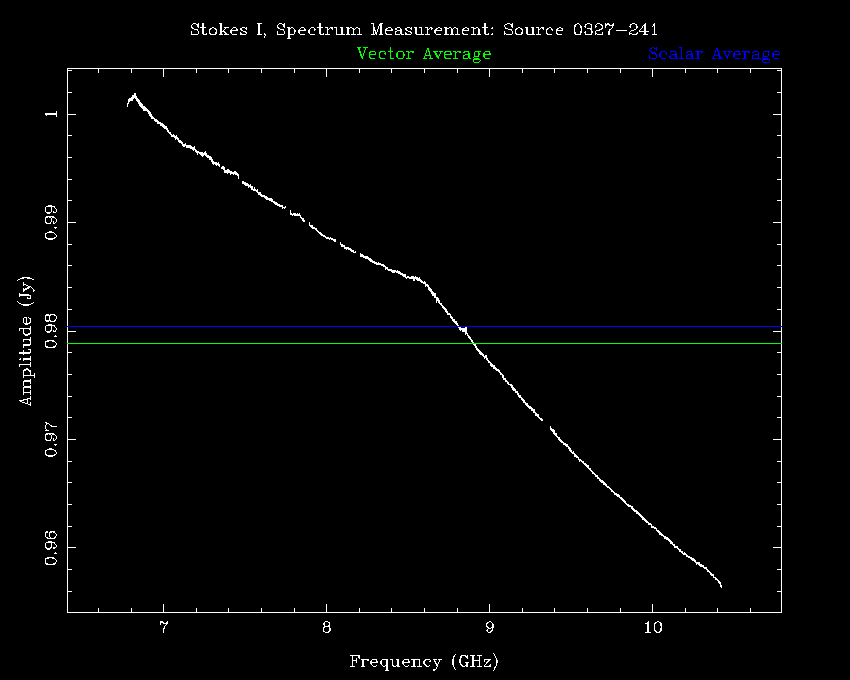 Stokes I, Spectrum Measurement: Source 0327−241
Vector Average Scalar Average
1
0.99
0.98
0.97
0.96
Amplitude (Jy)
7 8 9 10
Frequency (GHz)